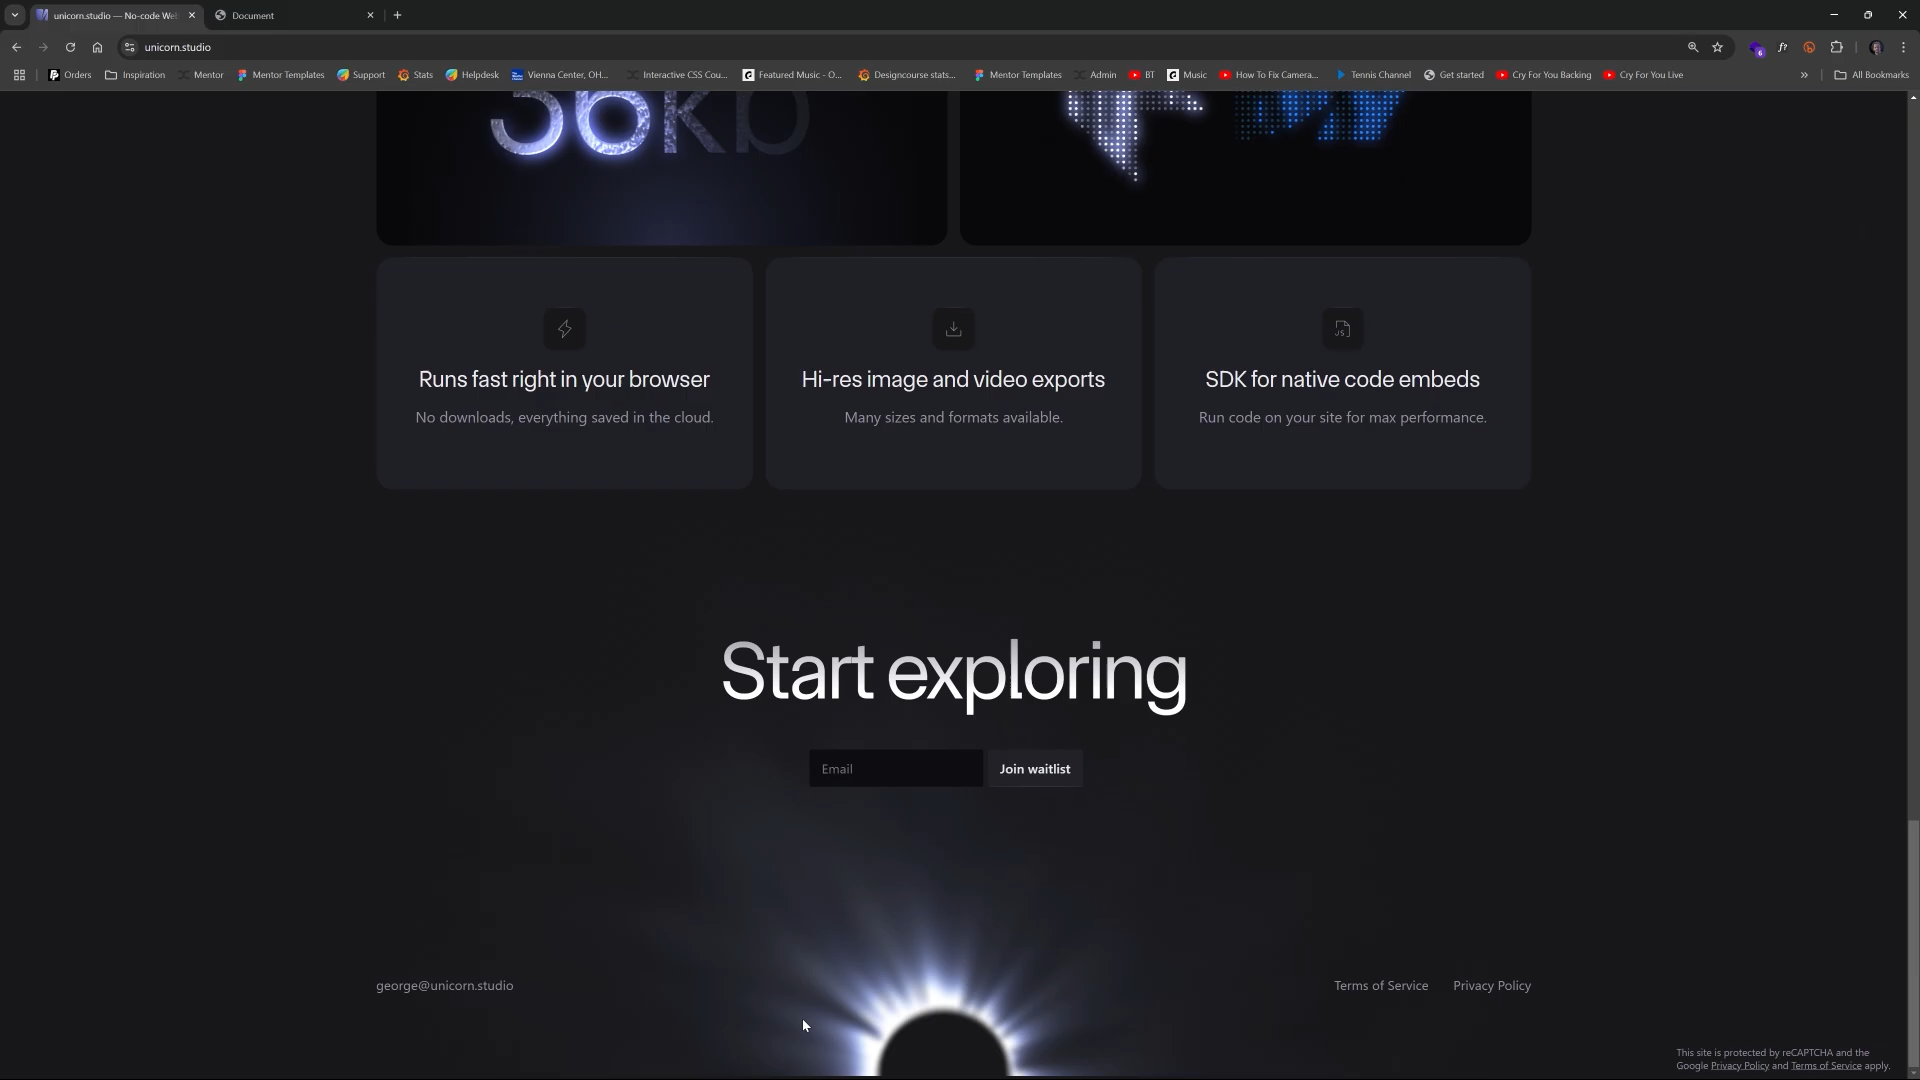 unicorn.studio — No-code We
Document
unicorn.studio
Orders
Inspiration
Mentor
Mentor Templates
Support
Stats
Helpdesk
Vienna Center, OH...
Interactive CSS Cou...
Featured Music - O...
Designcourse stats...
Mentor Templates
Admin
BT
Music
How To Fix Camera...
Tennis Channel
Get started
Cry For You Backing
Cry For You Live
All Bookmarks
56kb
Runs fast right in your browser
No downloads, everything saved in the cloud.
Hi-res image and video exports
Many sizes and formats available.
JS
SDK for native code embeds
Run code on your site for max performance.
Start exploring
Email
Join waitlist
george@unicorn.studio
Terms of Service
Privacy Policy
This site is protected by reCAPTCHA and the
Google Privacy Policy and Terms of Service apply.